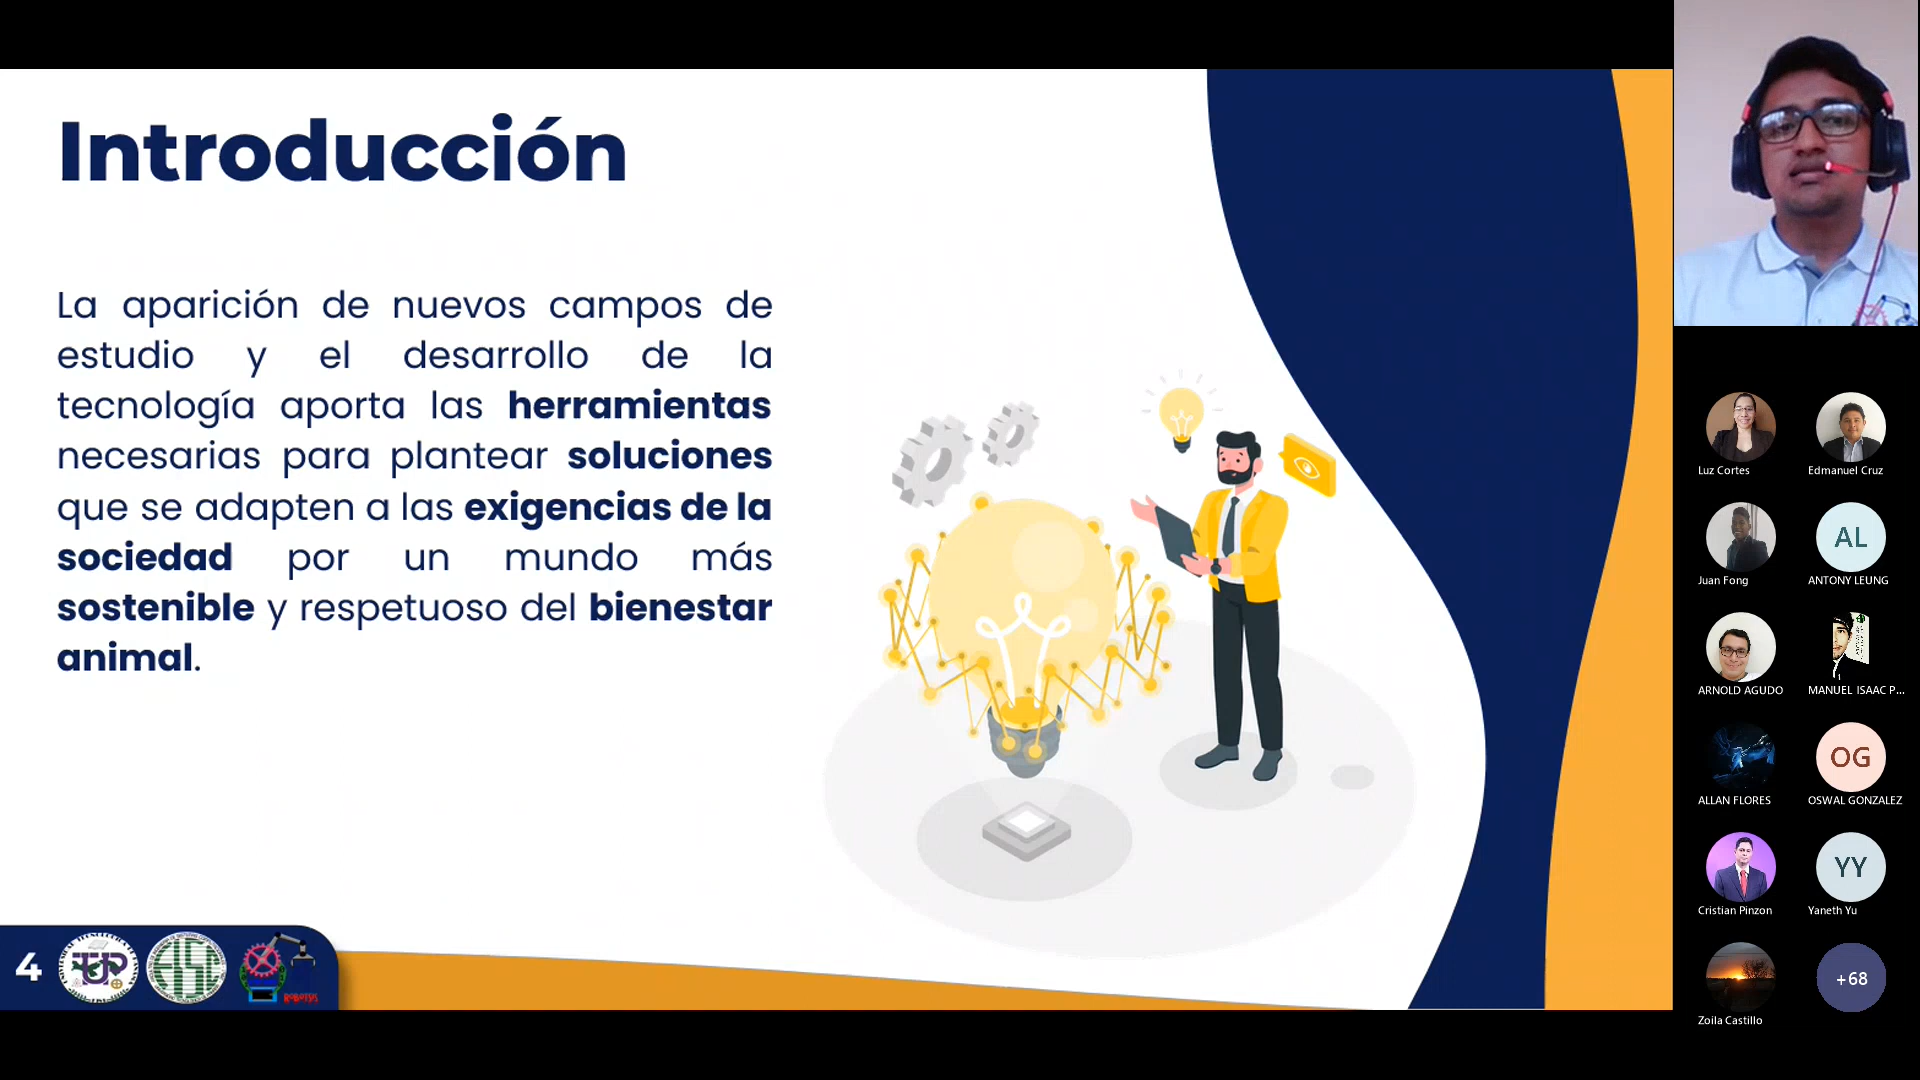 Introducción
La aparición de nuevos campos de
estudio y el desarrollo de la
tecnología aporta las herramientas
necesarias para plantear soluciones
que se adapten a las exigencias de la
sociedad por un mundo más
sostenible y respetuoso del bienestar
animal.
4
UTP
FISC
ROBOTSIS
Luz Cortes
Edmanuel Cruz
Juan Fong
AL
ANTONY LEUNG
ARNOLD AGUDO
MANUEL ISAAC P...
ALLAN FLORES
OG
OSWAL GONZALEZ
Cristian Pinzon
YY
Yaneth Yu
Zoila Castillo
+68